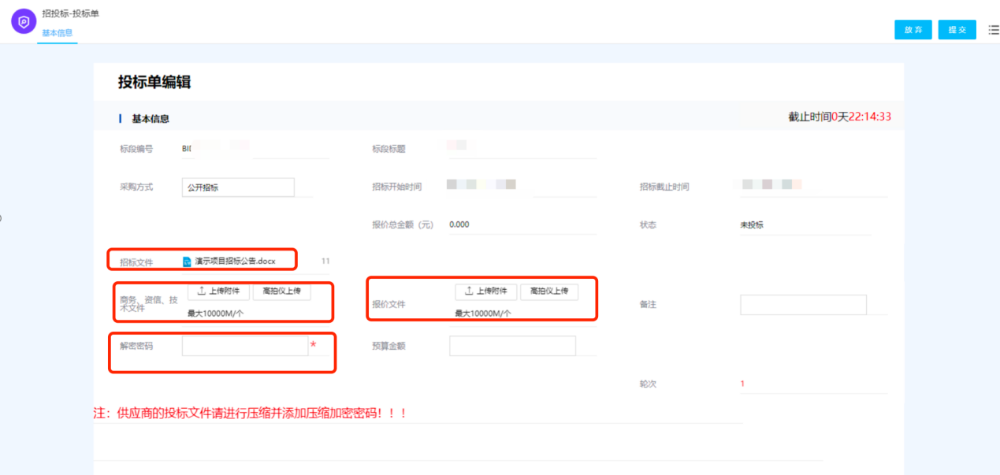 招投标-投标单
基本信息
放弃 提交
投标单编辑
基本信息 截止时间0天22:14:33
标段编号 BI 标段标题
采购方式 公开招标 招标开始时间 招标截止时间
报价总金额（元） 0.000 状态 未投标
招标文件 演示项目招标公告.docx 11
商务、资信、技术文件 上传附件 高拍仪上传 最大10000M/个 报价文件 上传附件 高拍仪上传 最大10000M/个 备注
解密密码 * 预算金额
轮次 1
注：供应商的投标文件请进行压缩并添加压缩加密密码！！！